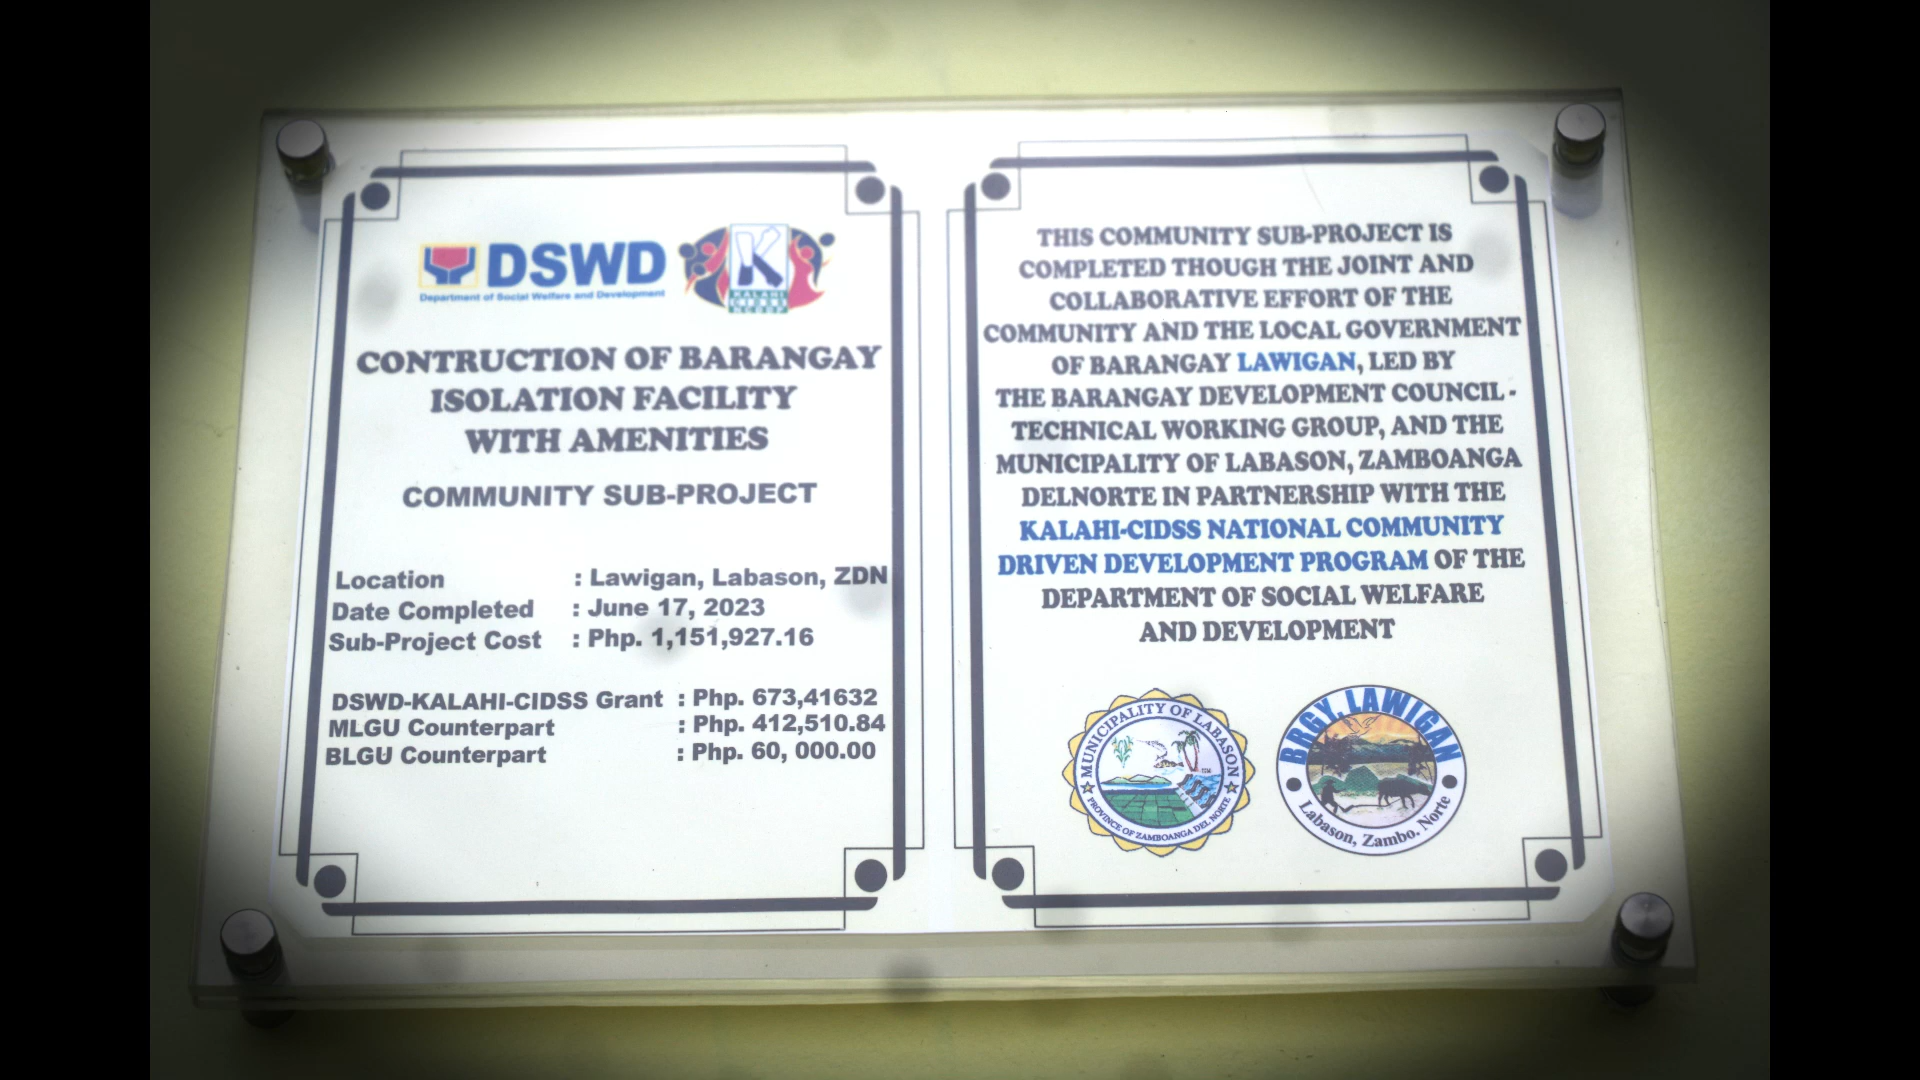 DSWD
Department of Social Welfare and Development
K
KALAHI
CIDSS
NCDDP
CONTRUCTION OF BARANGAY
ISOLATION FACILITY
WITH AMENITIES
COMMUNITY SUB-PROJECT
Location : Lawigan, Labason, ZDN
Date Completed : June 17, 2023
Sub-Project Cost : Php. 1,151,927.16
DSWD-KALAHI-CIDSS Grant : Php. 673,41632
MLGU Counterpart : Php. 412,510.84
BLGU Counterpart : Php. 60, 000.00
THIS COMMUNITY SUB-PROJECT IS
COMPLETED THOUGH THE JOINT AND
COLLABORATIVE EFFORT OF THE
COMMUNITY AND THE LOCAL GOVERNMENT
OF BARANGAY LAWIGAN, LED BY
THE BARANGAY DEVELOPMENT COUNCIL -
TECHNICAL WORKING GROUP, AND THE
MUNICIPALITY OF LABASON, ZAMBOANGA
DELNORTE IN PARTNERSHIP WITH THE
KALAHI-CIDSS NATIONAL COMMUNITY
DRIVEN DEVELOPMENT PROGRAM OF THE
DEPARTMENT OF SOCIAL WELFARE
AND DEVELOPMENT
MUNICIPALITY OF LABASON
PROVINCE OF ZAMBOANGA DEL NORTE
BRGY. LAWIGAN
Labason, Zambo. Norte